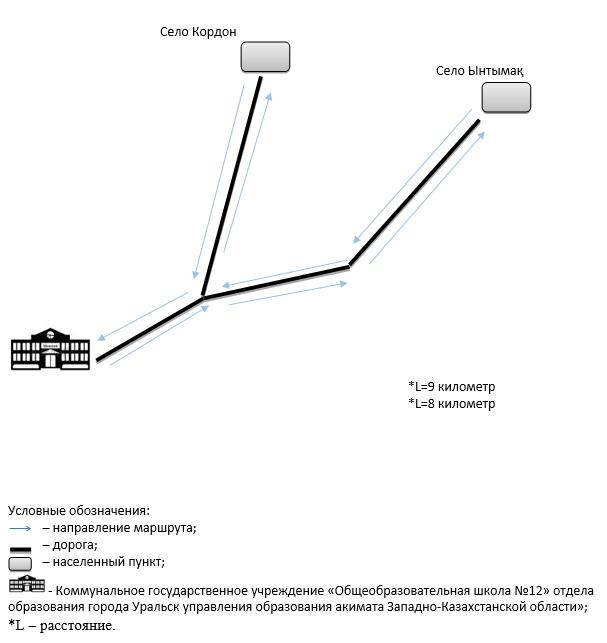 Село Кордон
Село Ынтымақ
*L=9 километр
*L=8 километр
Условные обозначения:
– направление маршрута;
– дорога;
– населенный пункт;
- Коммунальное государственное учреждение «Общеобразовательная школа №12» отдела
образования города Уральск управления образования акимата Западно-Казахстанской области»;
*L – расстояние.